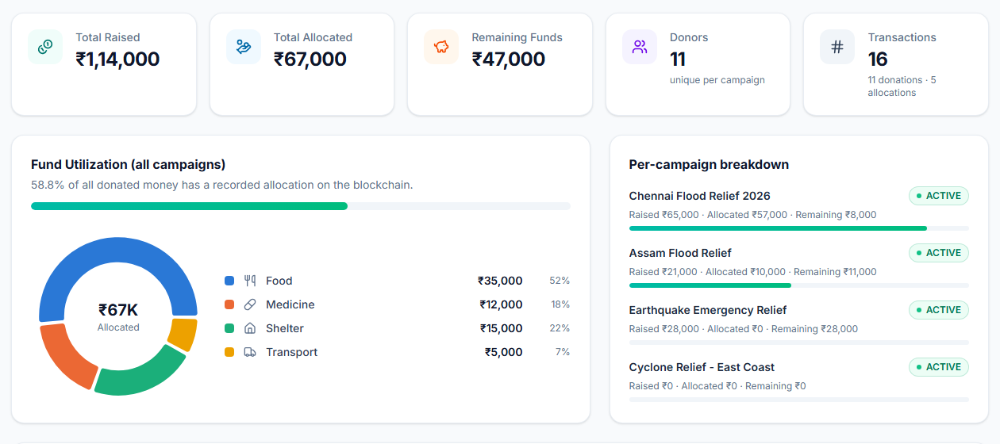 Total Raised
₹1,14,000
Total Allocated
₹67,000
Remaining Funds
₹47,000
Donors
11
unique per campaign
Transactions
16
11 donations · 5
allocations
Fund Utilization (all campaigns)
58.8% of all donated money has a recorded allocation on the blockchain.
₹67K
Allocated
Food ₹35,000 52%
Medicine ₹12,000 18%
Shelter ₹15,000 22%
Transport ₹5,000 7%
Per-campaign breakdown
Chennai Flood Relief 2026 ACTIVE
Raised ₹65,000 · Allocated ₹57,000 · Remaining ₹8,000
Assam Flood Relief ACTIVE
Raised ₹21,000 · Allocated ₹10,000 · Remaining ₹11,000
Earthquake Emergency Relief ACTIVE
Raised ₹28,000 · Allocated ₹0 · Remaining ₹28,000
Cyclone Relief - East Coast ACTIVE
Raised ₹0 · Allocated ₹0 · Remaining ₹0